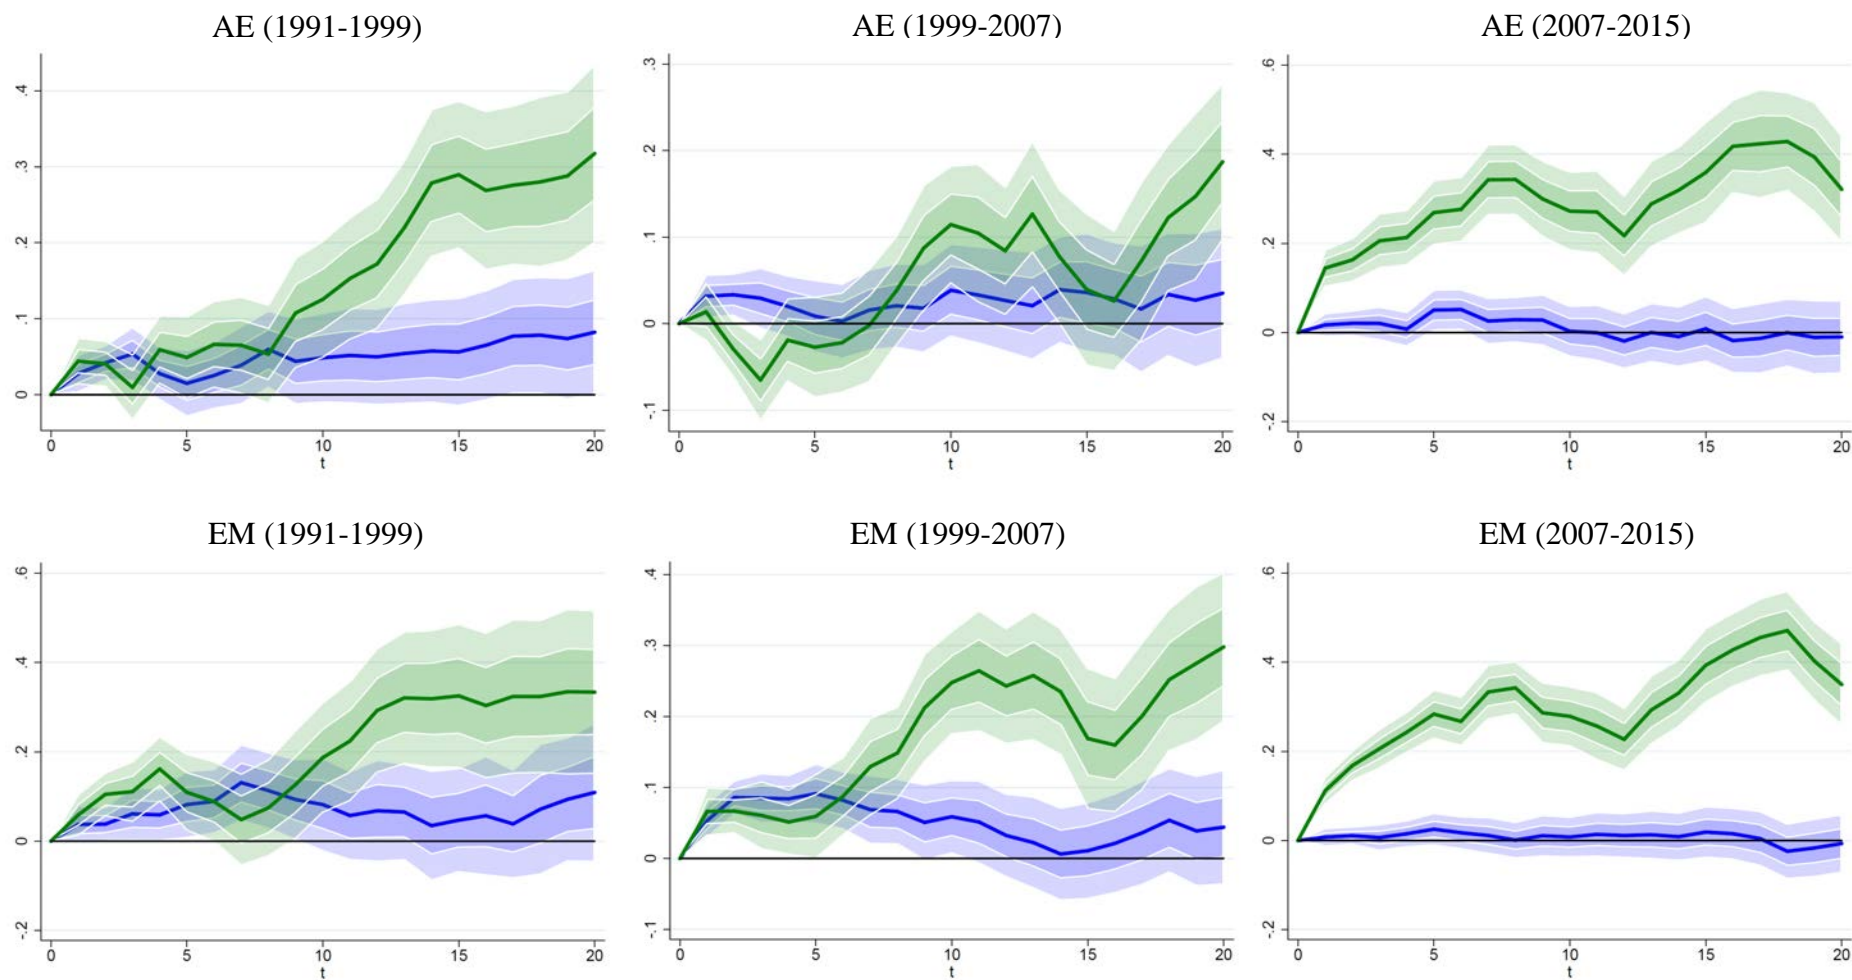 AE (1991-1999)
.4
.3
.2
.1
0
0 5 10 15 20
t
AE (1999-2007)
.3
.2
.1
0
-.1
0 5 10 15 20
t
AE (2007-2015)
.6
.4
.2
0
-.2
0 5 10 15 20
t
EM (1991-1999)
.6
.4
.2
0
-.2
0 5 10 15 20
t
EM (1999-2007)
.4
.3
.2
.1
0
-.1
0 5 10 15 20
t
EM (2007-2015)
.6
.4
.2
0
-.2
0 5 10 15 20
t